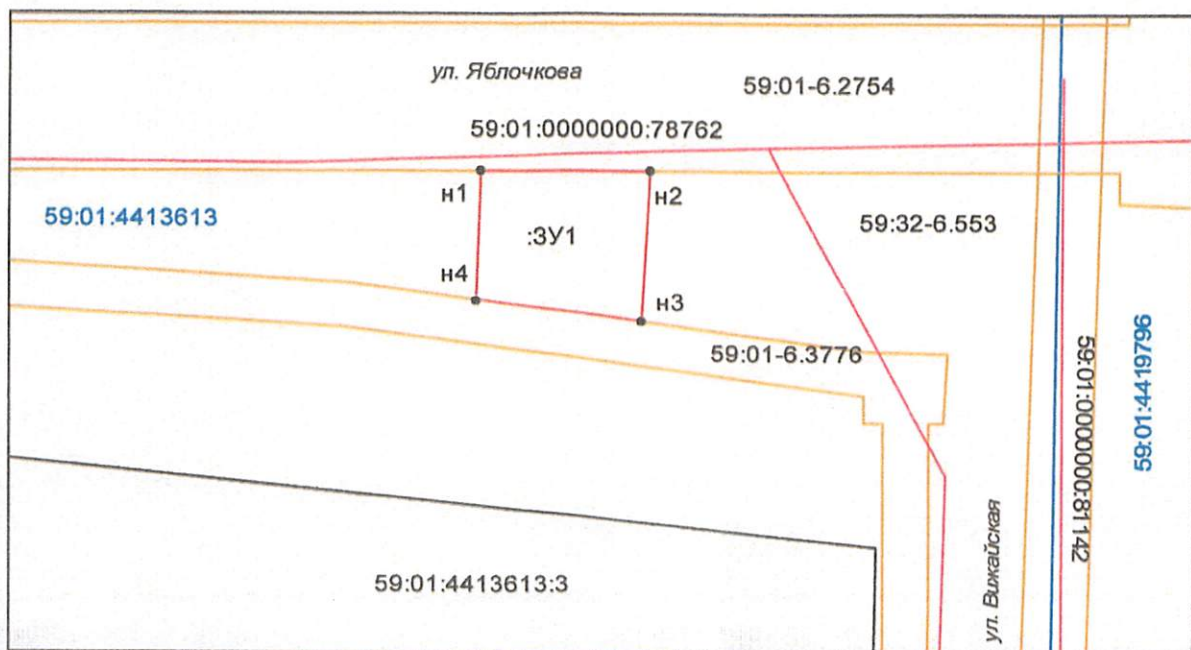 ул. Яблочкова
59:01-6.2754
59:01:0000000:78762
н1
н2
59:01:4413613
:ЗУ1
59:32-6.553
н4
н3
59:01-6.3776
59:01:0000000:81142
59:01:4419796
ул. Вижайская
59:01:4413613:3